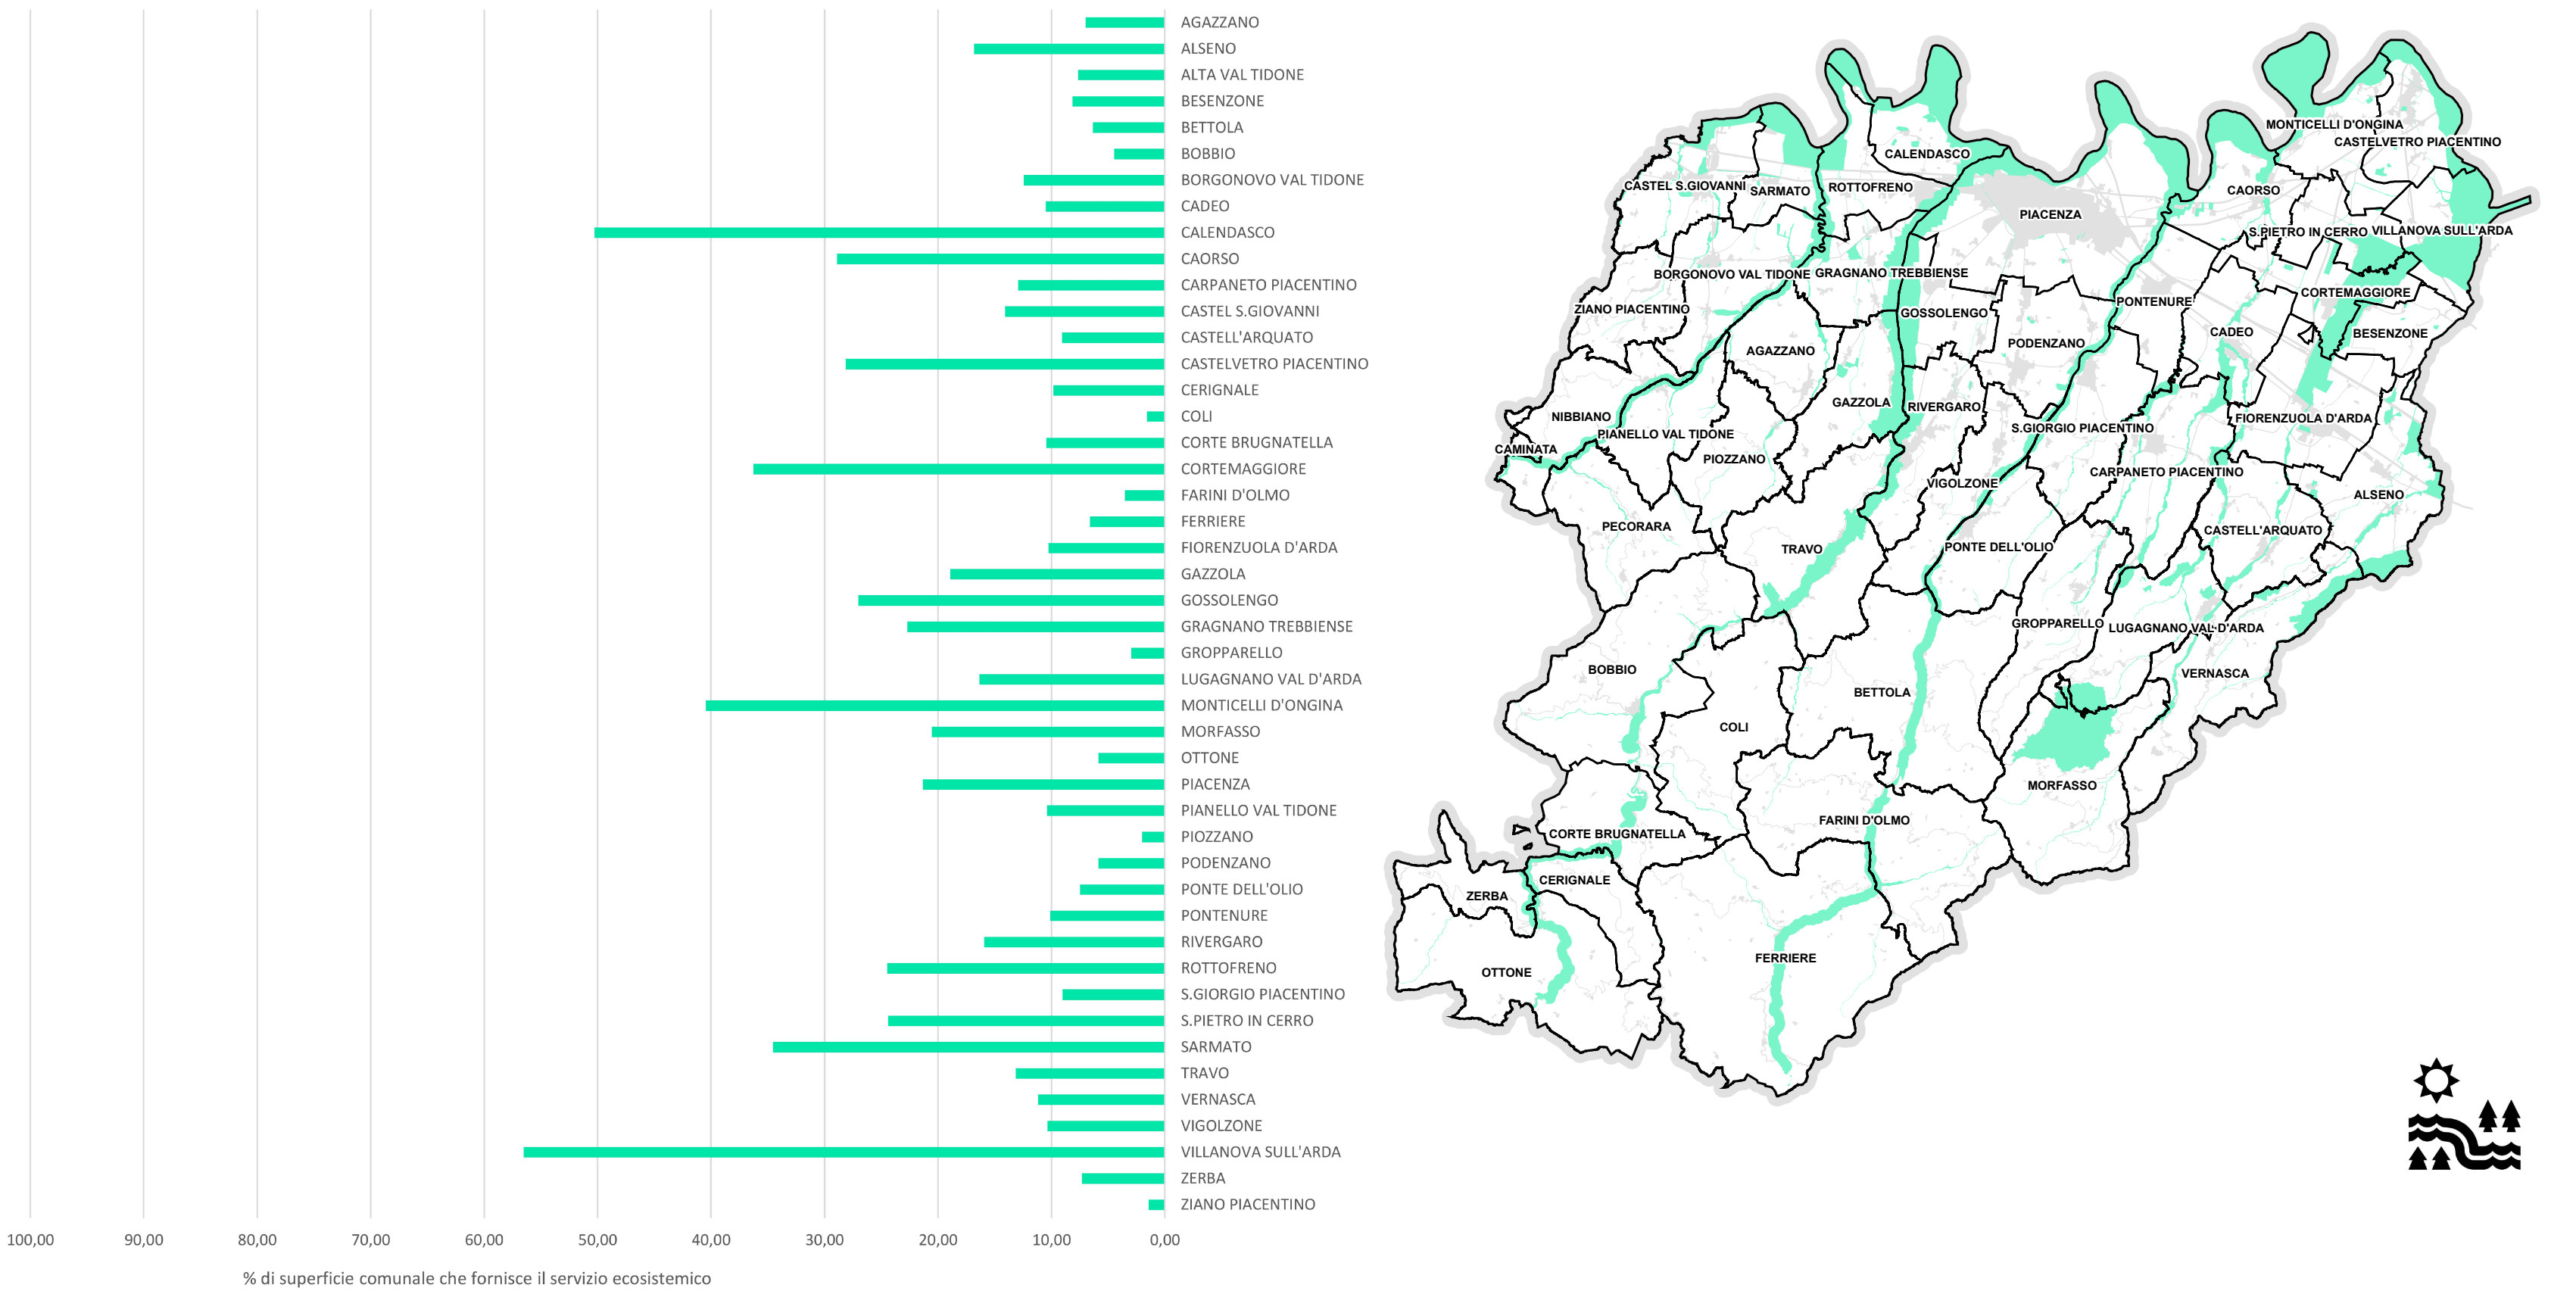 AGAZZANO
ALSENO
ALTA VAL TIDONE
BESENZONE
BETTOLA
BOBBIO
BORGONOVO VAL TIDONE
CADEO
CALENDASCO
CAORSO
CARPANETO PIACENTINO
CASTEL S.GIOVANNI
CASTELL'ARQUATO
CASTELVETRO PIACENTINO
CERIGNALE
COLI
CORTE BRUGNATELLA
CORTEMAGGIORE
FARINI D'OLMO
FERRIERE
FIORENZUOLA D'ARDA
GAZZOLA
GOSSOLENGO
GRAGNANO TREBBIENSE
GROPPARELLO
LUGAGNANO VAL D'ARDA
MONTICELLI D'ONGINA
MORFASSO
OTTONE
PIACENZA
PIANELLO VAL TIDONE
PIOZZANO
PODENZANO
PONTE DELL'OLIO
PONTENURE
RIVERGARO
ROTTOFRENO
S.GIORGIO PIACENTINO
S.PIETRO IN CERRO
SARMATO
TRAVO
VERNASCA
VIGOLZONE
VILLANOVA SULL'ARDA
ZERBA
ZIANO PIACENTINO
100,00 90,00 80,00 70,00 60,00 50,00 40,00 30,00 20,00 10,00 0,00
% di superficie comunale che fornisce il servizio ecosistemico
MONTICELLI D'ONGINA
CASTELVETRO PIACENTINO
CALENDASCO
CASTEL S.GIOVANNI
SARMATO
ROTTOFRENO
CAORSO
PIACENZA
S.PIETRO IN CERRO
VILLANOVA SULL'ARDA
BORGONOVO VAL TIDONE
GRAGNANO TREBBIENSE
CORTEMAGGIORE
PONTENURE
ZIANO PIACENTINO
GOSSOLENGO
CADEO
BESENZONE
PODENZANO
AGAZZANO
GAZZOLA
RIVERGARO
NIBBIANO
FIORENZUOLA D'ARDA
S.GIORGIO PIACENTINO
PIANELLO VAL TIDONE
CAMINATA
PIOZZANO
CARPANETO PIACENTINO
VIGOLZONE
ALSENO
PECORARA
CASTELL'ARQUATO
TRAVO
PONTE DELL'OLIO
GROPPARELLO
LUGAGNANO VAL D'ARDA
BOBBIO
VERNASCA
BETTOLA
COLI
MORFASSO
FARINI D'OLMO
CORTE BRUGNATELLA
CERIGNALE
ZERBA
FERRIERE
OTTONE